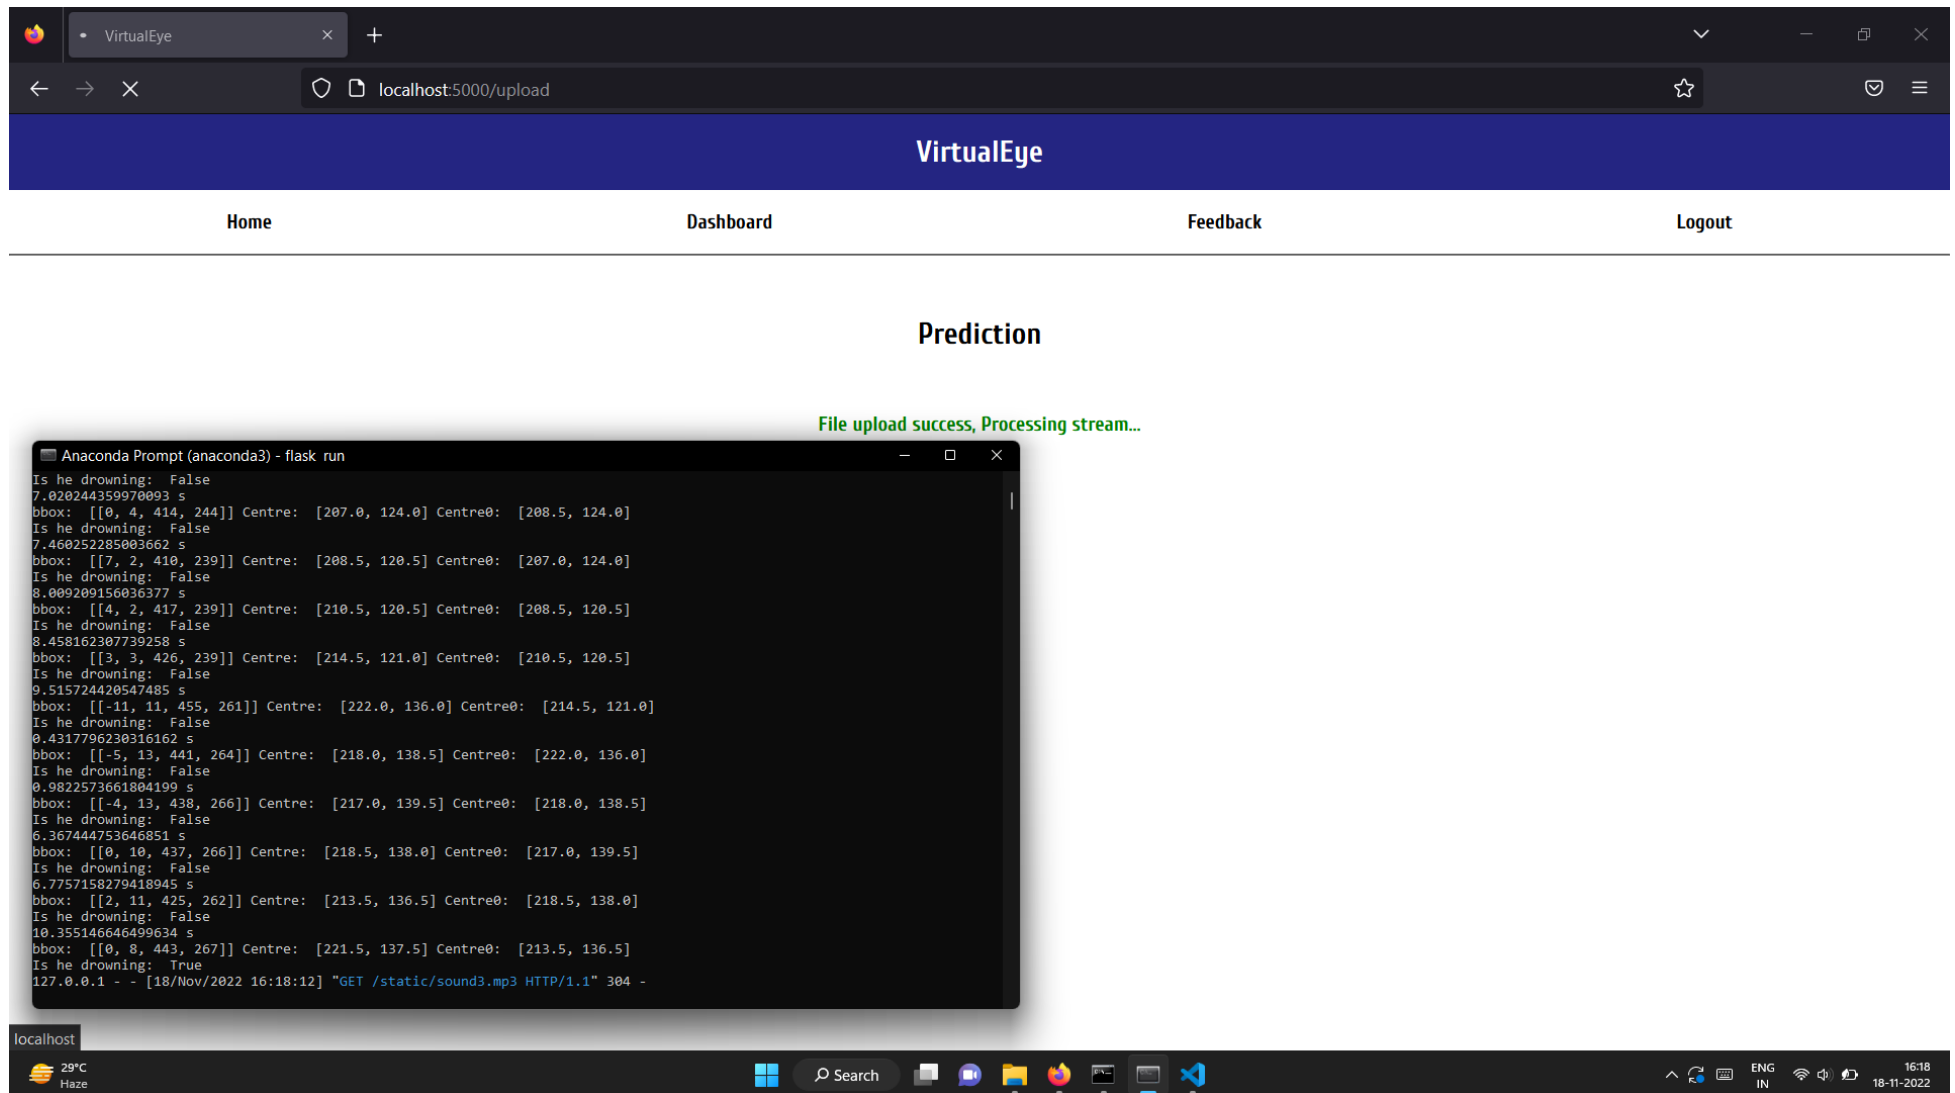 VirtualEye
localhost:5000/upload
VirtualEye
Home Dashboard Feedback Logout
Prediction
File upload success, Processing stream...
Anaconda Prompt (anaconda3) - flask run
Is he drowning:  False
7.020244359970093 s
bbox:  [[0, 4, 414, 244]] Centre:  [207.0, 124.0] Centre0:  [208.5, 124.0]
Is he drowning:  False
7.460252285003662 s
bbox:  [[7, 2, 410, 239]] Centre:  [208.5, 120.5] Centre0:  [207.0, 124.0]
Is he drowning:  False
8.009209156036377 s
bbox:  [[4, 2, 417, 239]] Centre:  [210.5, 120.5] Centre0:  [208.5, 120.5]
Is he drowning:  False
8.458162307739258 s
bbox:  [[3, 3, 426, 239]] Centre:  [214.5, 121.0] Centre0:  [210.5, 120.5]
Is he drowning:  False
9.515724420547485 s
bbox:  [[-11, 11, 455, 261]] Centre:  [222.0, 136.0] Centre0:  [214.5, 121.0]
Is he drowning:  False
0.4317796230316162 s
bbox:  [[-5, 13, 441, 264]] Centre:  [218.0, 138.5] Centre0:  [222.0, 136.0]
Is he drowning:  False
0.9822573661804199 s
bbox:  [[-4, 13, 438, 266]] Centre:  [217.0, 139.5] Centre0:  [218.0, 138.5]
Is he drowning:  False
6.367444753646851 s
bbox:  [[0, 10, 437, 266]] Centre:  [218.5, 138.0] Centre0:  [217.0, 139.5]
Is he drowning:  False
6.7757158279418945 s
bbox:  [[2, 11, 425, 262]] Centre:  [213.5, 136.5] Centre0:  [218.5, 138.0]
Is he drowning:  False
10.355146646499634 s
bbox:  [[0, 8, 443, 267]] Centre:  [221.5, 137.5] Centre0:  [213.5, 136.5]
Is he drowning:  True
127.0.0.1 - - [18/Nov/2022 16:18:12] "GET /static/sound3.mp3 HTTP/1.1" 304 -
localhost
29°C
Haze
Search
ENG
IN
16:18
18-11-2022